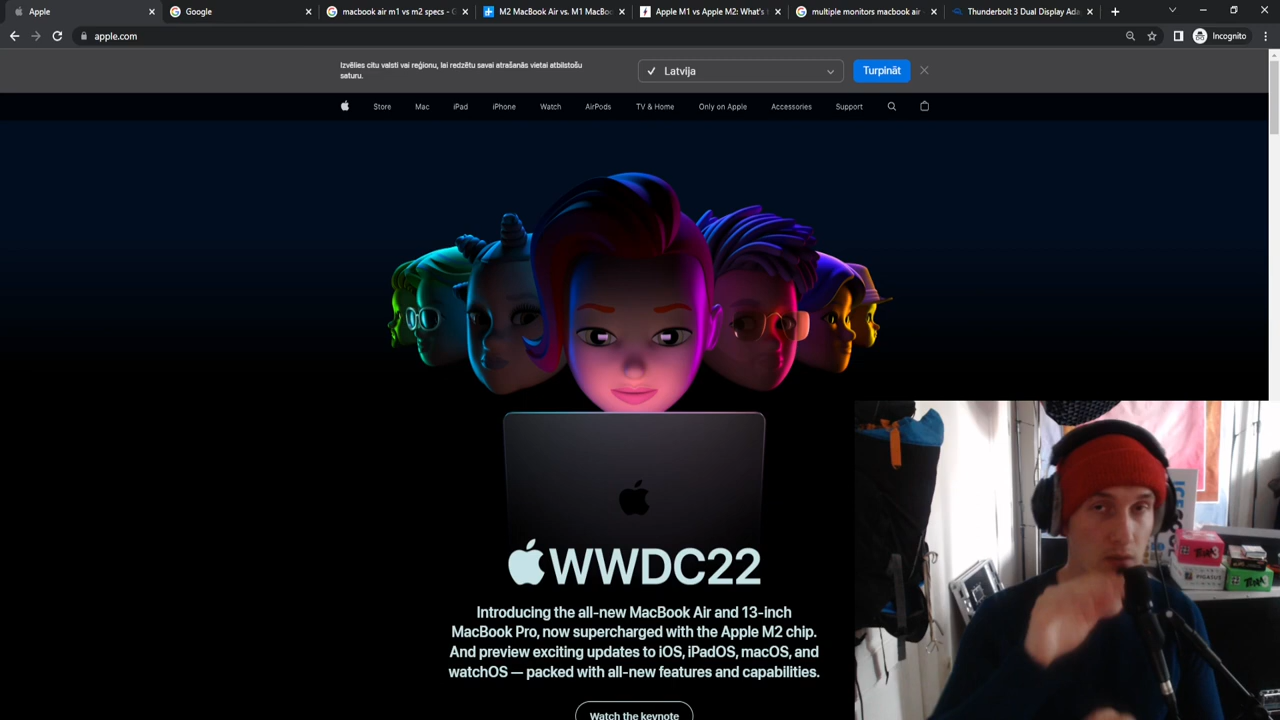 Apple
Google
macbook air m1 vs m2 specs - G
M2 MacBook Air vs. M1 MacBo
Apple M1 vs Apple M2: What's t
multiple monitors macbook air -
Thunderbolt 3 Dual Display Ada
apple.com
Incognito
Izvēlies citu valsti vai reģionu, lai redzētu savai atrašanās vietai atbilstošu
saturu.
Latvija
Turpināt
Store
Mac
iPad
iPhone
Watch
AirPods
TV & Home
Only on Apple
Accessories
Support
WWDC22
Introducing the all-new MacBook Air and 13-inch
MacBook Pro, now supercharged with the Apple M2 chip.
And preview exciting updates to iOS, iPadOS, macOS, and
watchOS — packed with all-new features and capabilities.
Watch the keynote